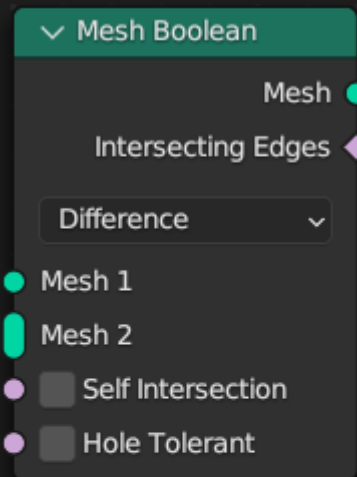 Mesh Boolean
Mesh
Intersecting Edges
Difference
Mesh 1
Mesh 2
Self Intersection
Hole Tolerant